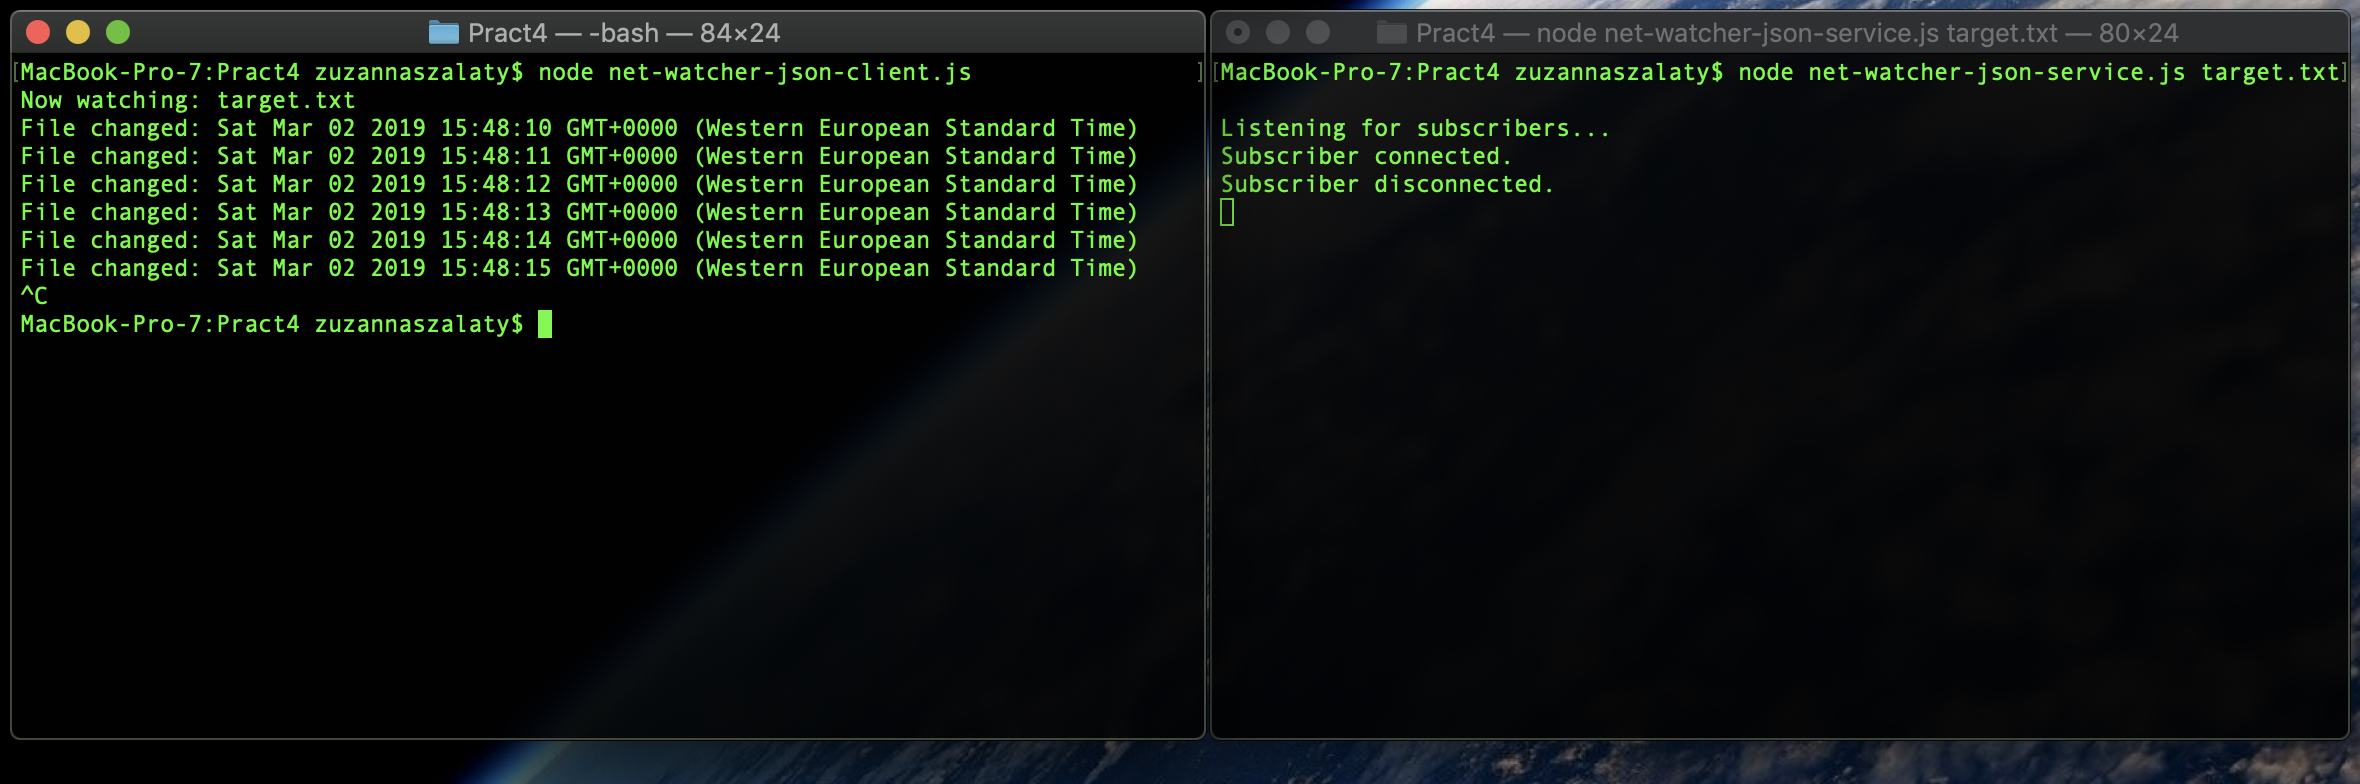 Pract4 — -bash — 84×24
[MacBook-Pro-7:Pract4 zuzannaszalaty$ node net-watcher-json-client.js ]
Now watching: target.txt
File changed: Sat Mar 02 2019 15:48:10 GMT+0000 (Western European Standard Time)
File changed: Sat Mar 02 2019 15:48:11 GMT+0000 (Western European Standard Time)
File changed: Sat Mar 02 2019 15:48:12 GMT+0000 (Western European Standard Time)
File changed: Sat Mar 02 2019 15:48:13 GMT+0000 (Western European Standard Time)
File changed: Sat Mar 02 2019 15:48:14 GMT+0000 (Western European Standard Time)
File changed: Sat Mar 02 2019 15:48:15 GMT+0000 (Western European Standard Time)
^C
MacBook-Pro-7:Pract4 zuzannaszalaty$
Pract4 — node net-watcher-json-service.js target.txt — 80×24
[MacBook-Pro-7:Pract4 zuzannaszalaty$ node net-watcher-json-service.js target.txt]
Listening for subscribers...
Subscriber connected.
Subscriber disconnected.